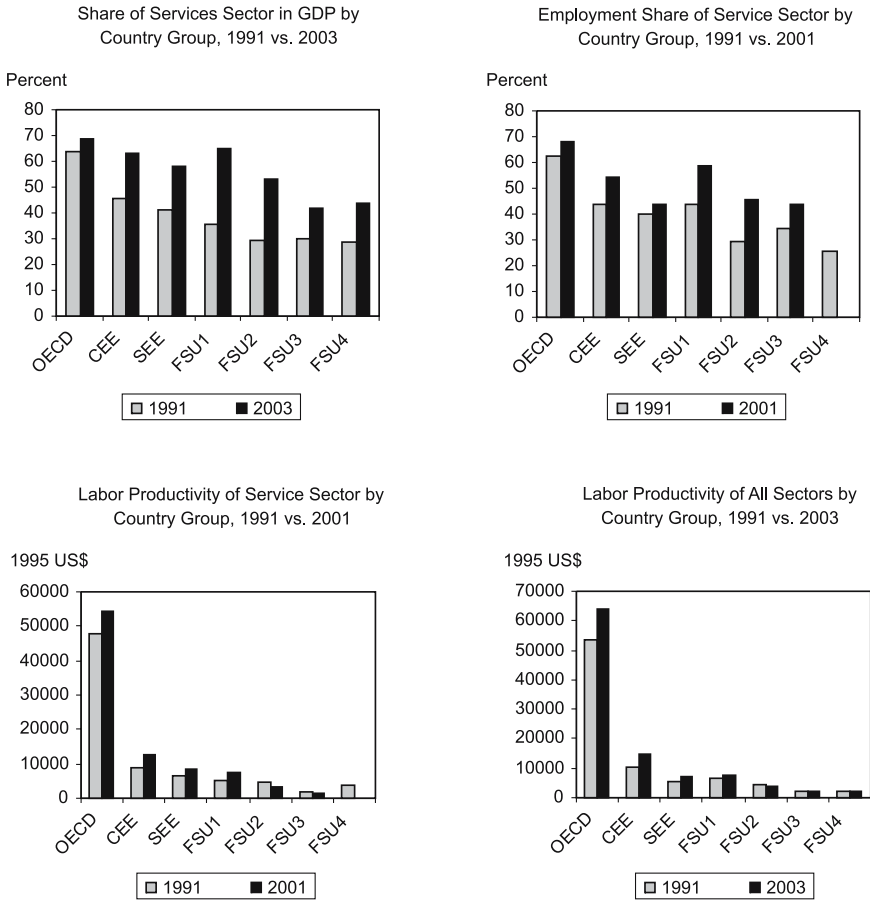 Share of Services Sector in GDP by
Country Group, 1991 vs. 2003
Percent
80
70
60
50
40
30
20
10
0
OECD
CEE
SEE
FSU1
FSU2
FSU3
FSU4
1991 2003
Employment Share of Service Sector by
Country Group, 1991 vs. 2001
Percent
80
70
60
50
40
30
20
10
0
OECD
CEE
SEE
FSU1
FSU2
FSU3
FSU4
1991 2001
Labor Productivity of Service Sector by
Country Group, 1991 vs. 2001
1995 US$
60000
50000
40000
30000
20000
10000
0
OECD
CEE
SEE
FSU1
FSU2
FSU3
FSU4
1991 2001
Labor Productivity of All Sectors by
Country Group, 1991 vs. 2003
1995 US$
70000
60000
50000
40000
30000
20000
10000
0
OECD
CEE
SEE
FSU1
FSU2
FSU3
FSU4
1991 2003